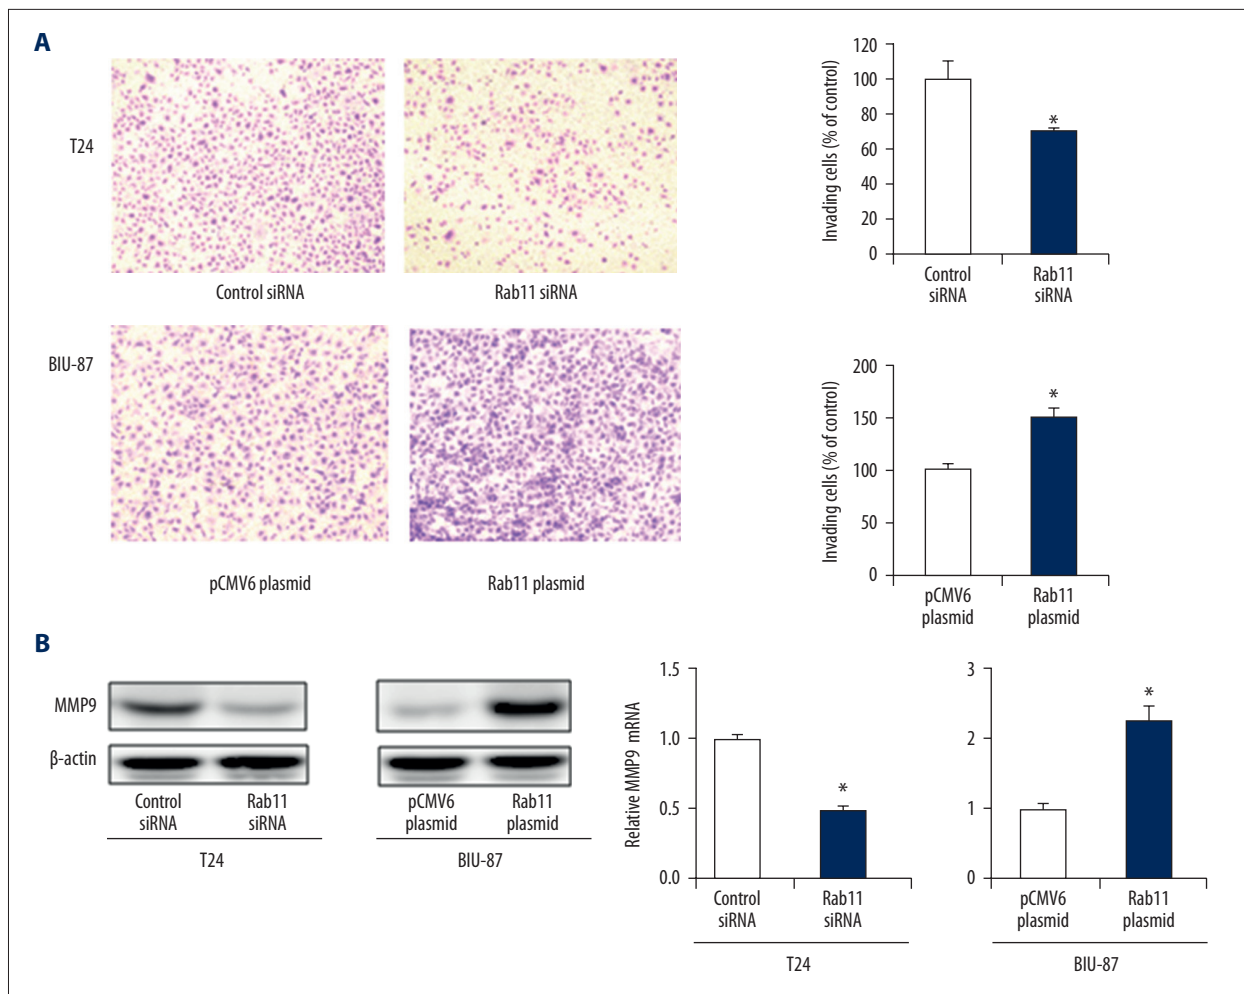 A
T24
Control siRNA
Rab11 siRNA
BIU-87
pCMV6 plasmid
Rab11 plasmid
Invading cells (% of control)
120
100
80
60
40
20
0
*
Control
siRNA
Rab11
siRNA
Invading cells (% of control)
200
150
100
50
0
*
pCMV6
plasmid
Rab11
plasmid
B
MMP9
β-actin
Control
siRNA
Rab11
siRNA
T24
pCMV6
plasmid
Rab11
plasmid
BIU-87
Relative MMP9 mRNA
1.5
1.0
0.5
0.0
*
Control
siRNA
Rab11
siRNA
T24
3
2
1
0
*
pCMV6
plasmid
Rab11
plasmid
BIU-87